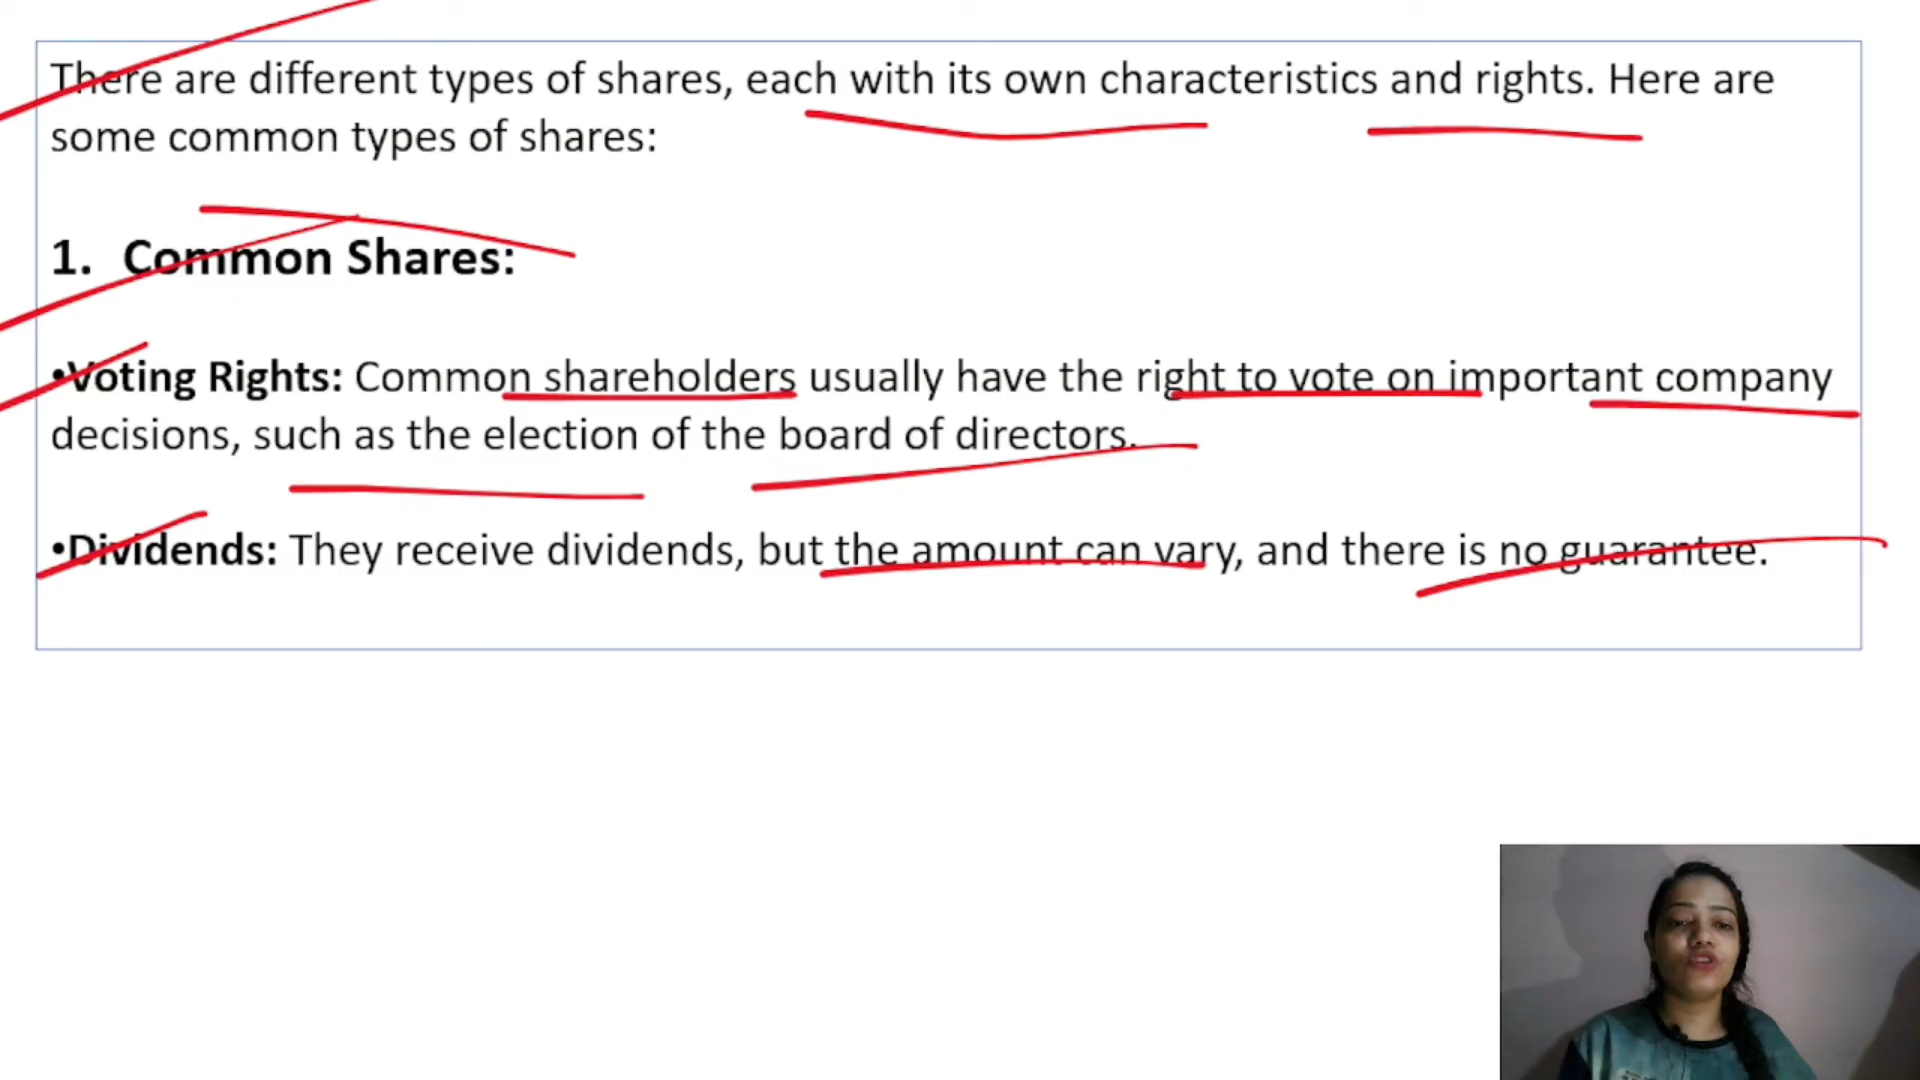 There are different types of shares, each with its own characteristics and rights. Here are
some common types of shares:
1. Common Shares:
•Voting Rights: Common shareholders usually have the right to vote on important company
decisions, such as the election of the board of directors.
•Dividends: They receive dividends, but the amount can vary, and there is no guarantee.